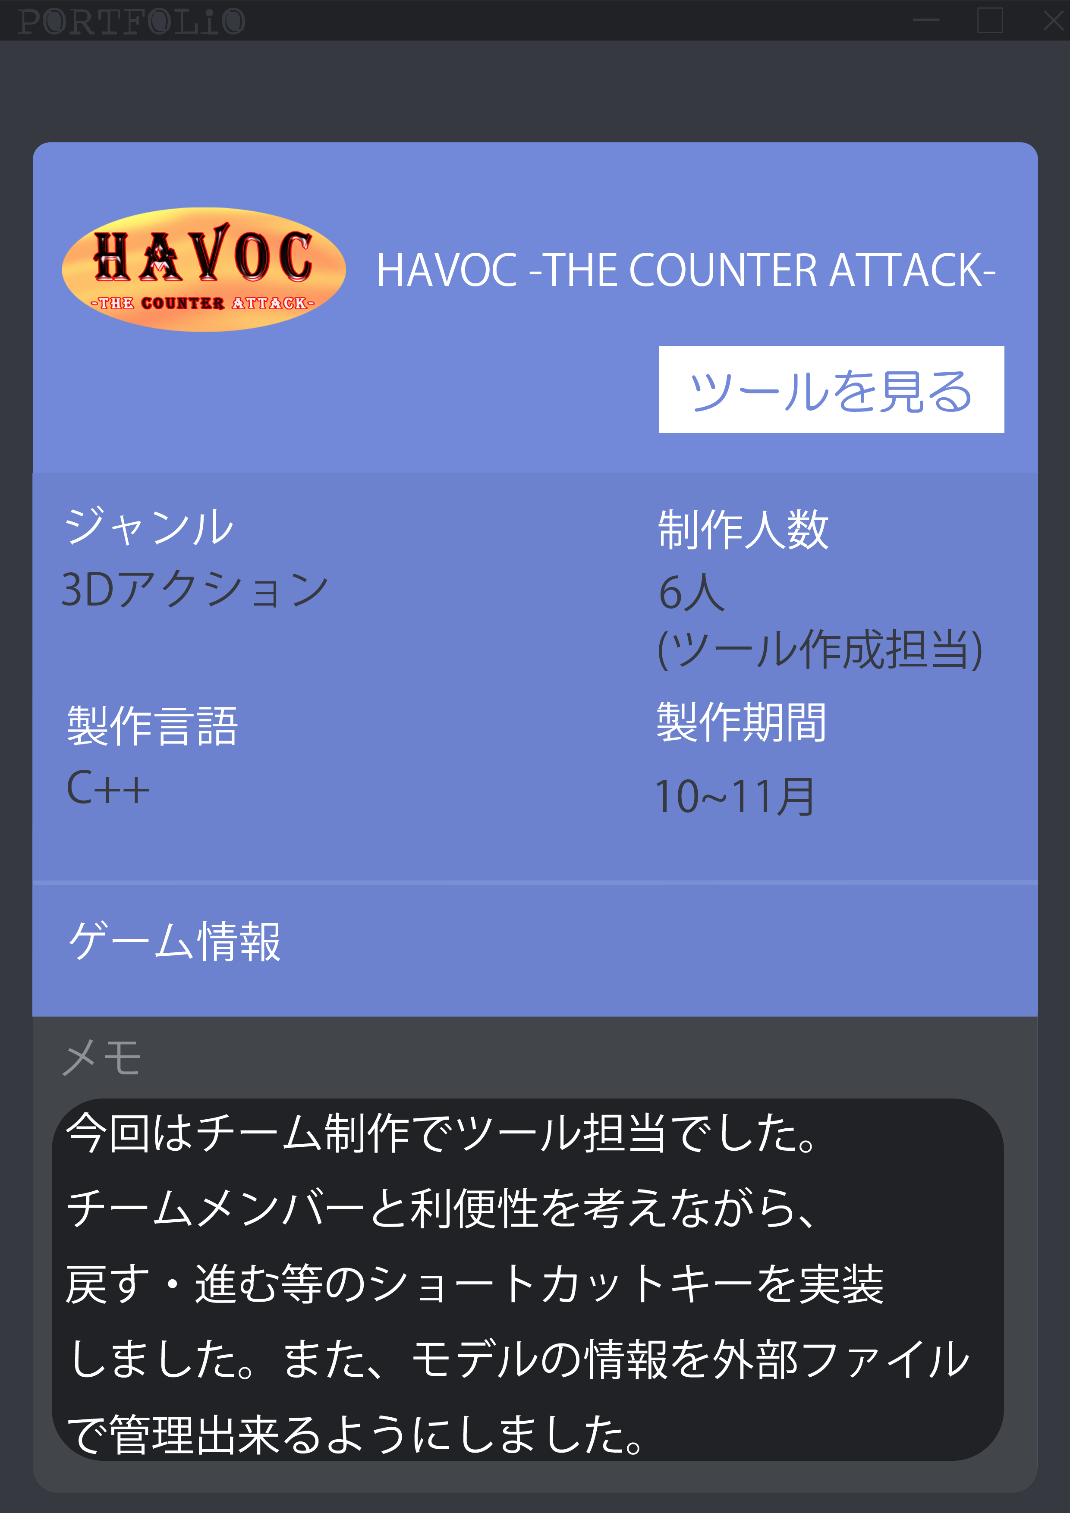 PORTFOLiO
HAVOC
-THE COUNTER ATTACK-
HAVOC -THE COUNTER ATTACK-
ツールを見る
ジャンル
3Dアクション
制作人数
6人
(ツール作成担当)
製作言語
C++
製作期間
10~11月
ゲーム情報
メモ
今回はチーム制作でツール担当でした。
チームメンバーと利便性を考えながら、
戻す・進む等のショートカットキーを実装
しました。また、モデルの情報を外部ファイル
で管理出来るようにしました。